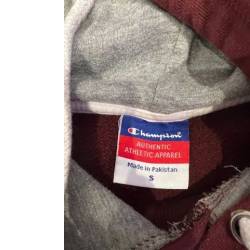 Champion
AUTHENTIC
ATHLETIC APPAREL
Made in Pakistan
S